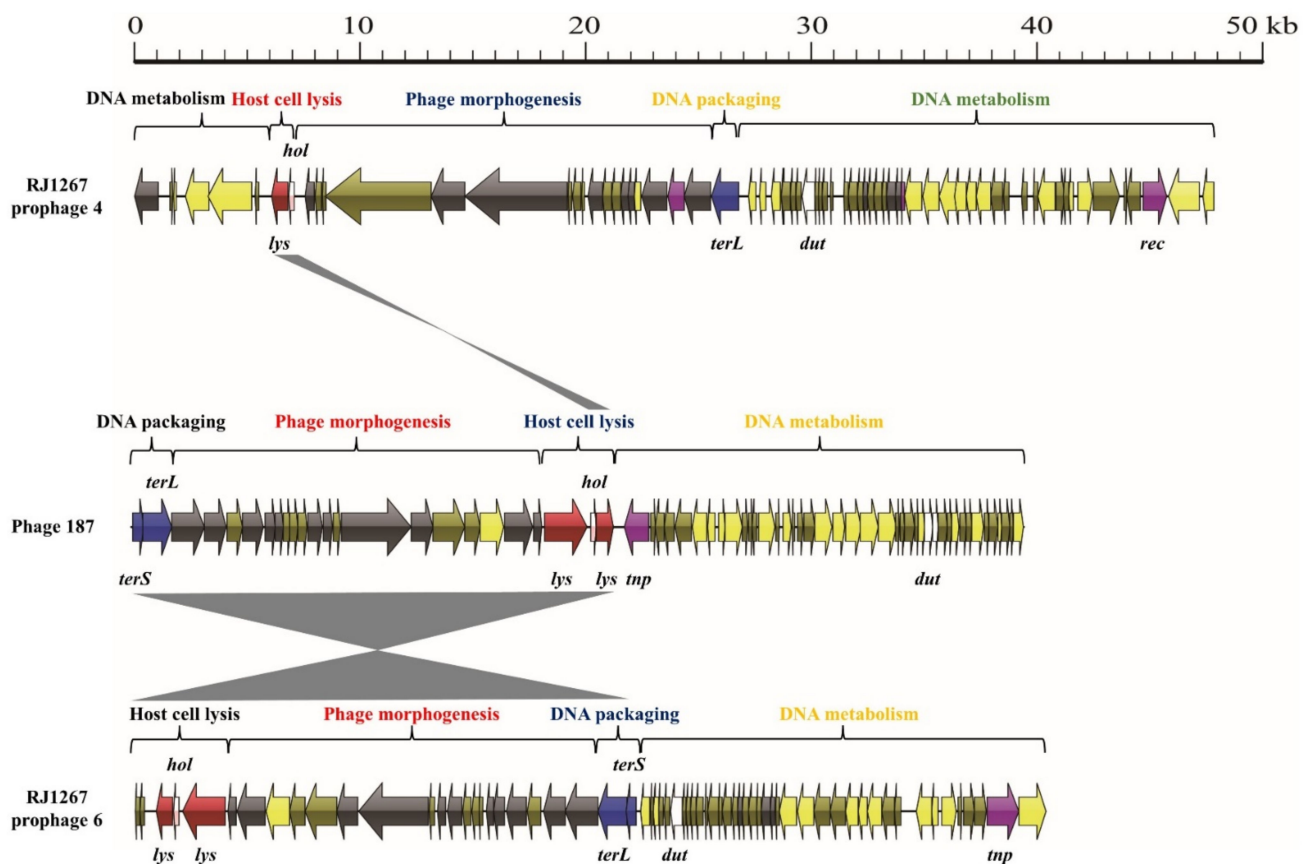 0 10 20 30 40 50 kb
DNA metabolism Host cell lysis Phage morphogenesis DNA packaging DNA metabolism
hol
RJ1267
prophage 4
lys terL dut rec
DNA packaging Phage morphogenesis Host cell lysis DNA metabolism
terL hol
Phage 187
terS lys lys tnp dut
Host cell lysis Phage morphogenesis DNA packaging DNA metabolism
hol terS
RJ1267
prophage 6
lys lys terL dut tnp